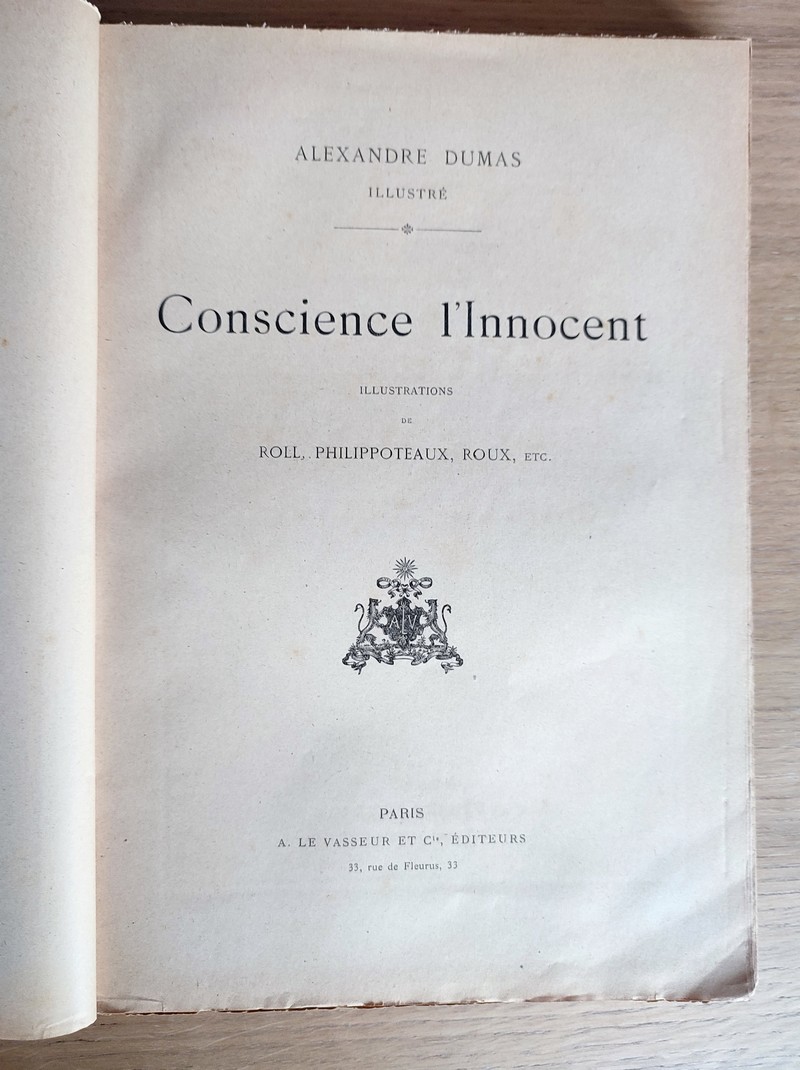 ALEXANDRE DUMAS
ILLUSTRÉ
Conscience l'Innocent
ILLUSTRATIONS
DE
ROLL, PHILIPPOTEAUX, ROUX, ETC.
ALV
PARIS
A. LE VASSEUR ET Cie, ÉDITEURS
33, rue de Fleurus, 33